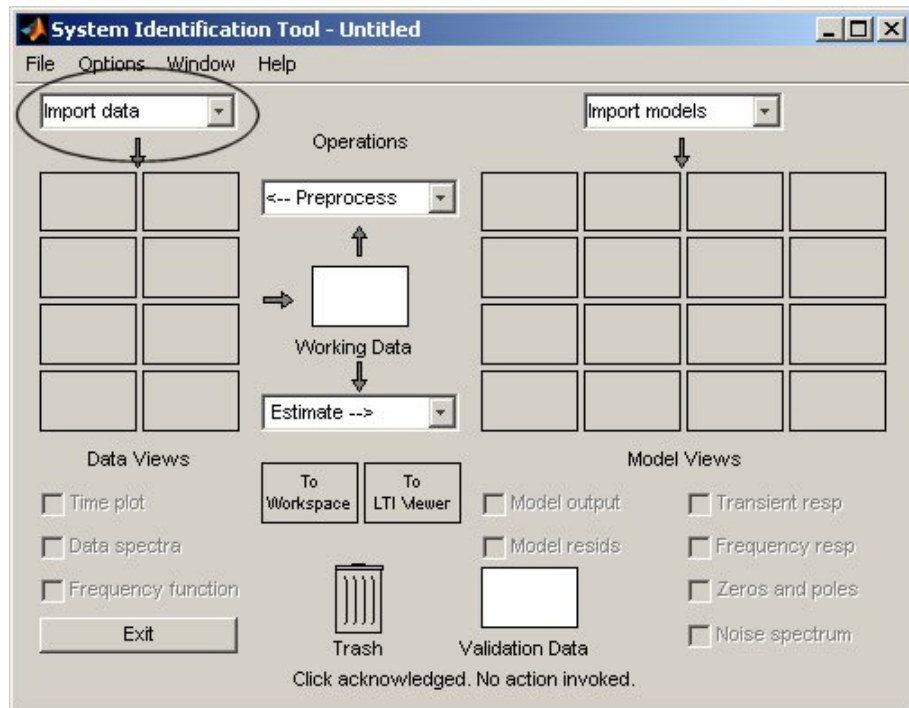 System Identification Tool - Untitled
File Options Window Help
Import data
Import models
Operations
<-- Preprocess
Working Data
Estimate -->
Data Views
Model Views
To Workspace
To LTI Viewer
Time plot
Data spectra
Frequency function
Model output
Model resids
Transient resp
Frequency resp
Zeros and poles
Noise spectrum
Exit
Trash
Validation Data
Click acknowledged. No action invoked.